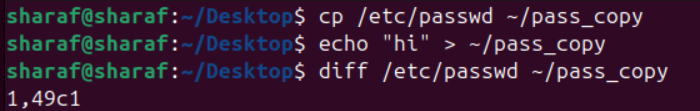 sharaf@sharaf:~/Desktop$ cp /etc/passwd ~/pass_copy
sharaf@sharaf:~/Desktop$ echo "hi" > ~/pass_copy
sharaf@sharaf:~/Desktop$ diff /etc/passwd ~/pass_copy
1,49c1